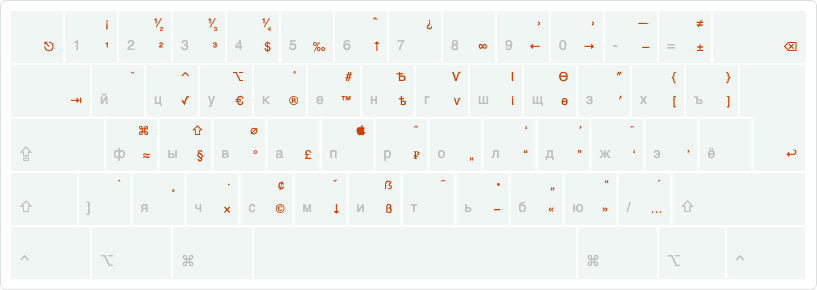 ¡ ⅟₂ ⅓ ¼ ˆ ¿ › ’ — ≠
⎋ 1 ¹ 2 ² 3 ³ 4 $ 5 ‰ 6 ↑ 7 8 ∞ 9 ← 0 → - – = ± ⌫
˘ ^ ⌥ ˚ # Ѣ Ѵ І Ѳ ″ { }
⇥ й ц ✓ у € к ® е ™ н ѣ г ѵ ш і щ ѳ з ′ х [ ъ ]
⌘ ⇧ ⌀  ˝ ‘ ’ ¨
⇪ ф ≈ ы § в ° а £ п р ₽ о „ л “ д ” ж ‘ э ’ ё ↩
` ¸ · ¢ ˇ ẞ ˜ • „ “ ´
⇧ ] я ч × с © м ↓ и ß т ь − б « ю » / … ⇧
^ ⌥ ⌘ ⌘ ⌥ ^